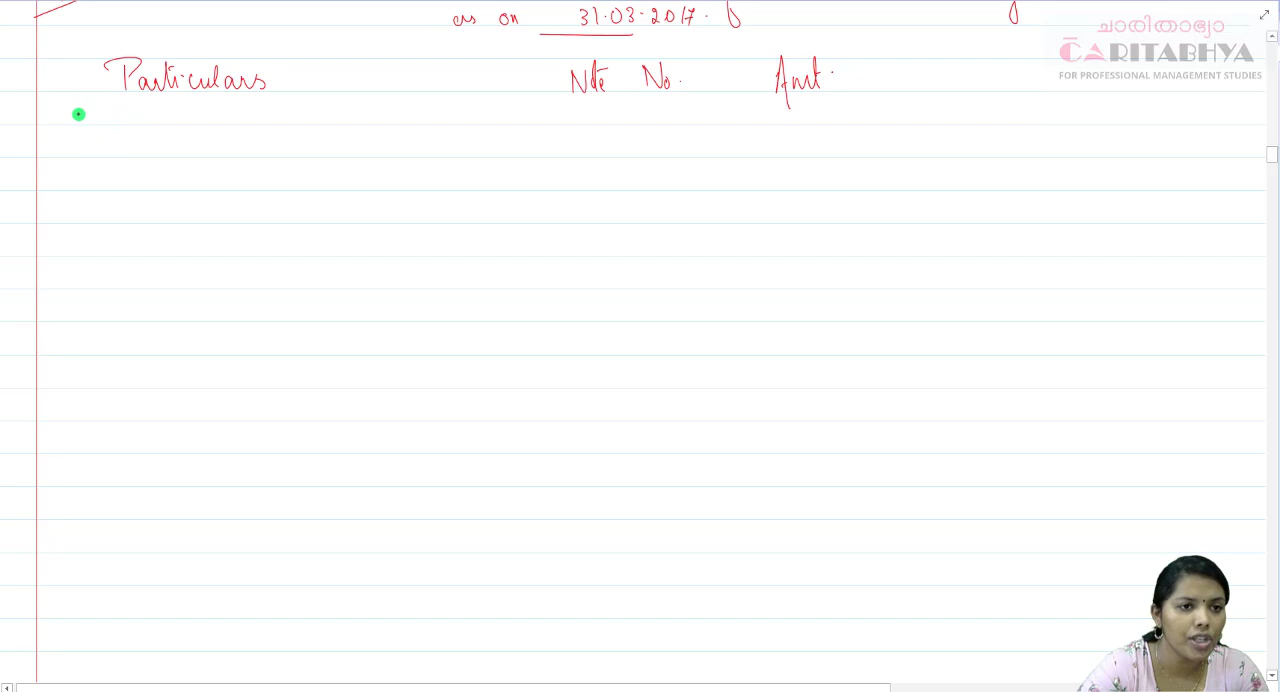 as on 31.03.2017.
ചാരിതാഭ്യാ
CARITABHYA
FOR PROFESSIONAL MANAGEMENT STUDIES
Particulars Note No. Amt.